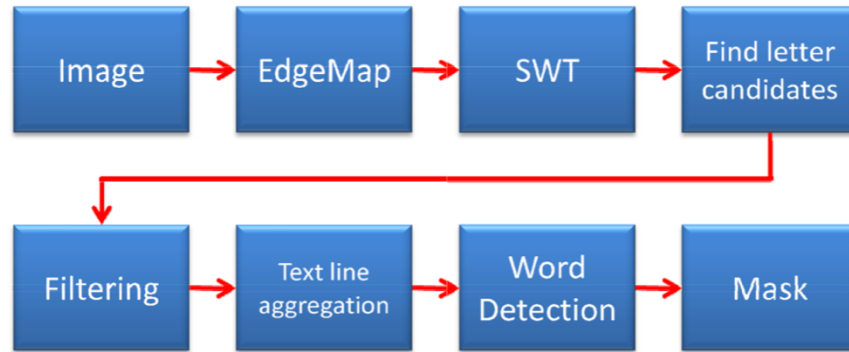 Image
EdgeMap
SWT
Find letter
candidates
Filtering
Text line
aggregation
Word
Detection
Mask